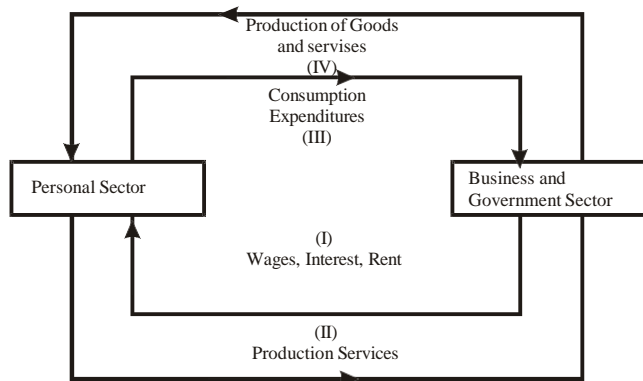 Production of Goods
and servises
(IV)
Consumption
Expenditures
(III)
Personal Sector
Business and
Government Sector
(I)
Wages, Interest, Rent
(II)
Production Services